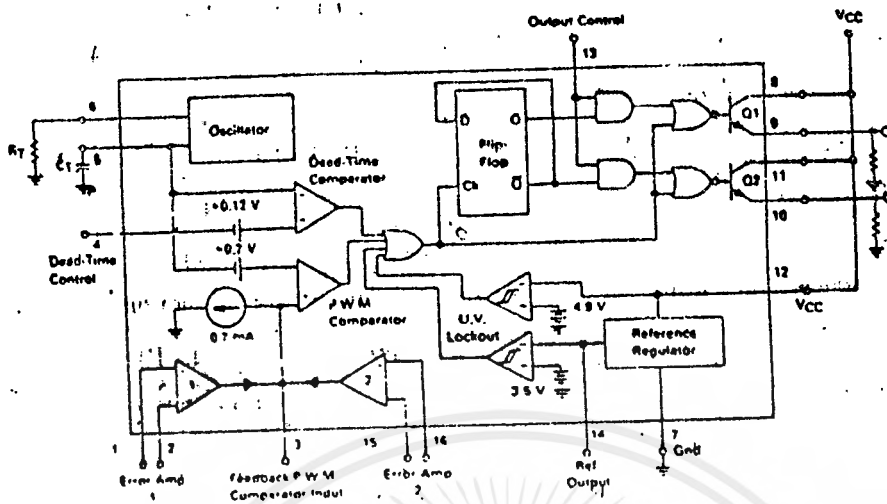 Output Control
VCC
13
6
Oscillator
RT
5
CT
Dead-Time
Comparator
≈0.12 V
4
Dead-Time
Control
≈0.7 V
PWM
Comparator
0.7 mA
D
Q
Flip-
Flop
Ck
Q
8
Q1
9
11
Q2
10
12
VCC
4.9 V
U.V.
Lockout
3.5 V
Reference
Regulator
1
2
1
2
3
15
16
14
7
Gnd
Error Amp
1
Feedback PWM
Comparator Input
Error Amp
2
Ref
Output